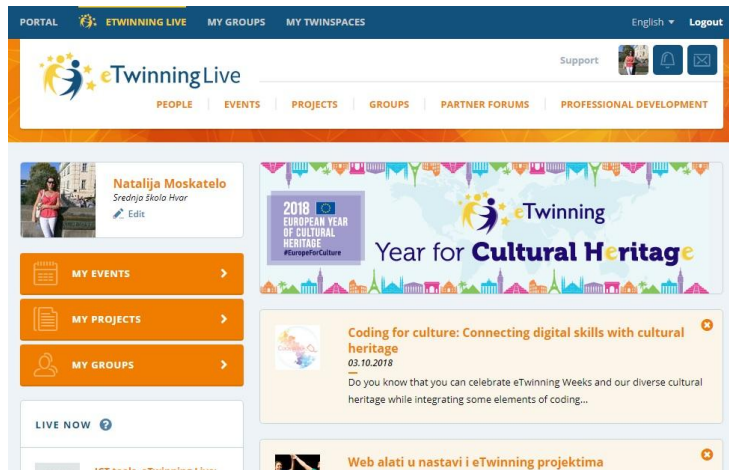 PORTAL eTWINNING LIVE MY GROUPS MY TWINSPACES English Logout
eTwinning Live
Support
PEOPLE EVENTS PROJECTS GROUPS PARTNER FORUMS PROFESSIONAL DEVELOPMENT
Natalija Moskatelo
Srednja škola Hvar
Edit
MY EVENTS
MY PROJECTS
MY GROUPS
LIVE NOW ?
2018
EUROPEAN YEAR
OF CULTURAL
HERITAGE
#EuropeForCulture
eTwinning
Year for Cultural Heritage
Coding for culture: Connecting digital skills with cultural
heritage
03.10.2018
Do you know that you can celebrate eTwinning Weeks and our diverse cultural
heritage while integrating some elements of coding...
Web alati u nastavi i eTwinning projektima